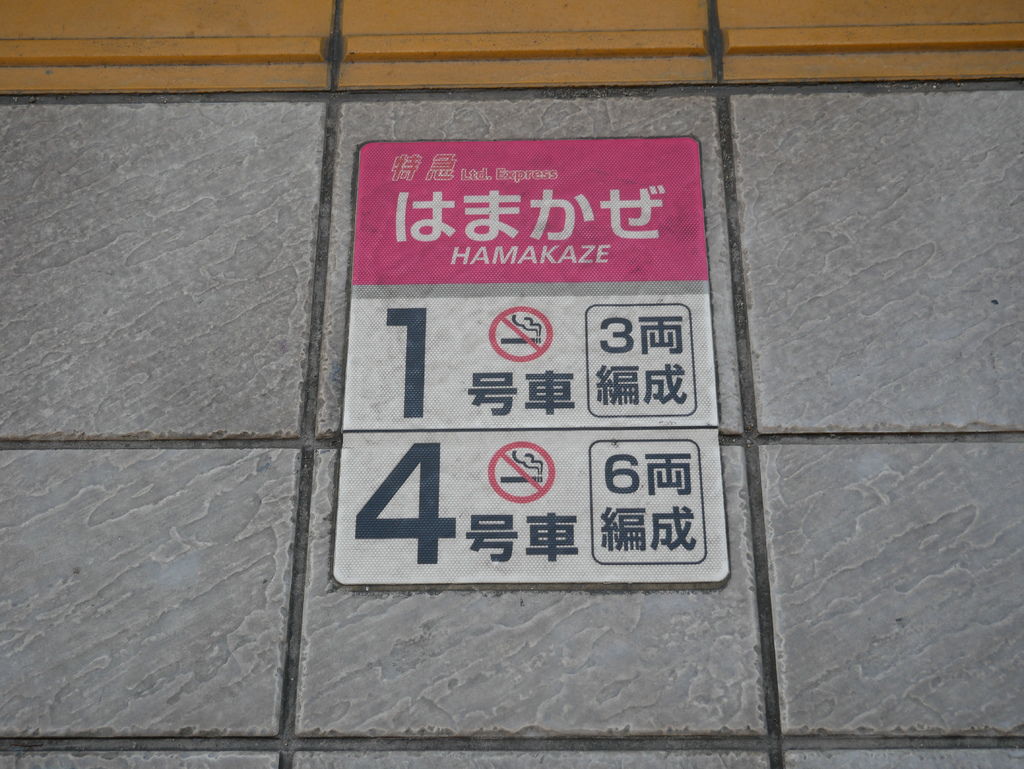 特急 Ltd. Express
はまかぜ
HAMAKAZE
1号車 3両編成
4号車 6両編成